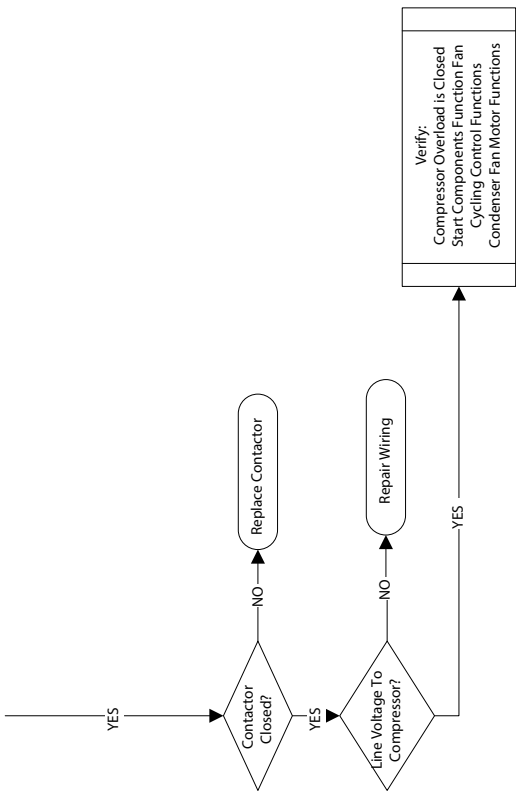 YES
Contactor
Closed?
NO
Replace Contactor
YES
Line Voltage To
Compressor?
NO
Repair Wiring
YES
Verify:
Compressor Overload is Closed
Start Components Function Fan
Cycling Control Functions
Condenser Fan Motor Functions